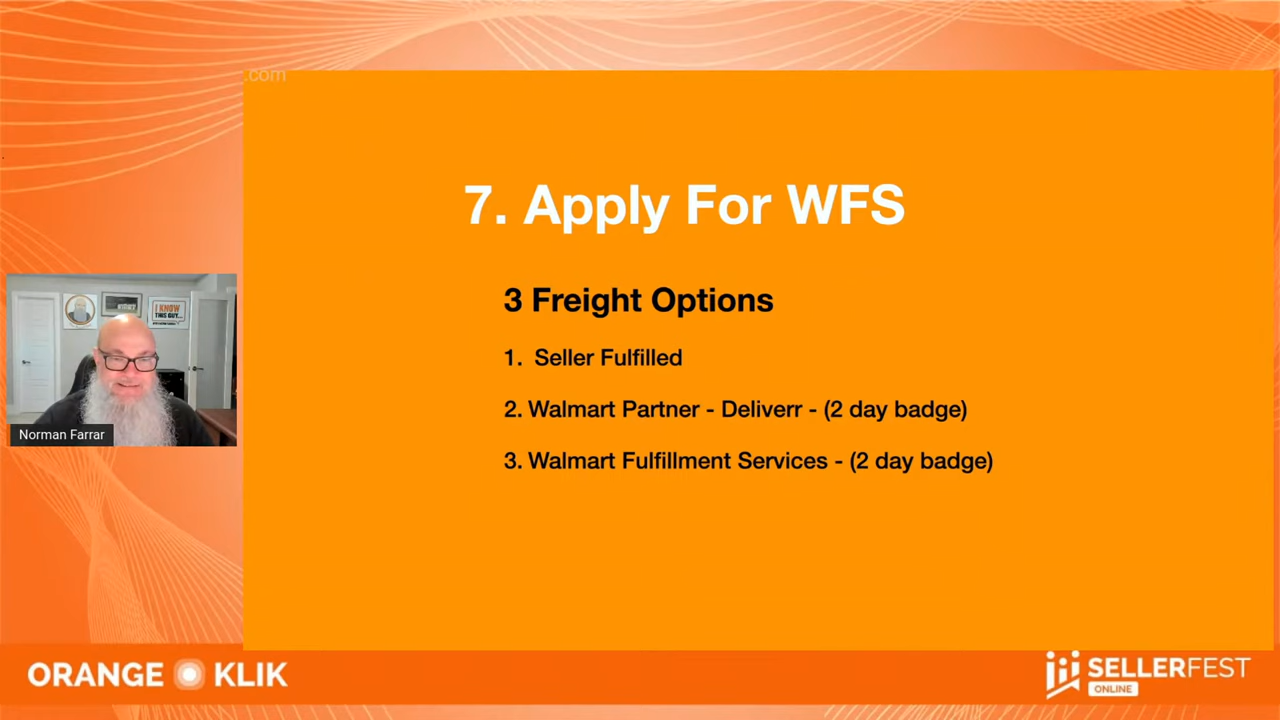 .com
7. Apply For WFS
3 Freight Options
1. Seller Fulfilled
2. Walmart Partner - Deliverr - (2 day badge)
3. Walmart Fulfillment Services - (2 day badge)
I KNOW
THIS GUY...
Norman Farrar
ORANGE KLIK
SELLERFEST
ONLINE